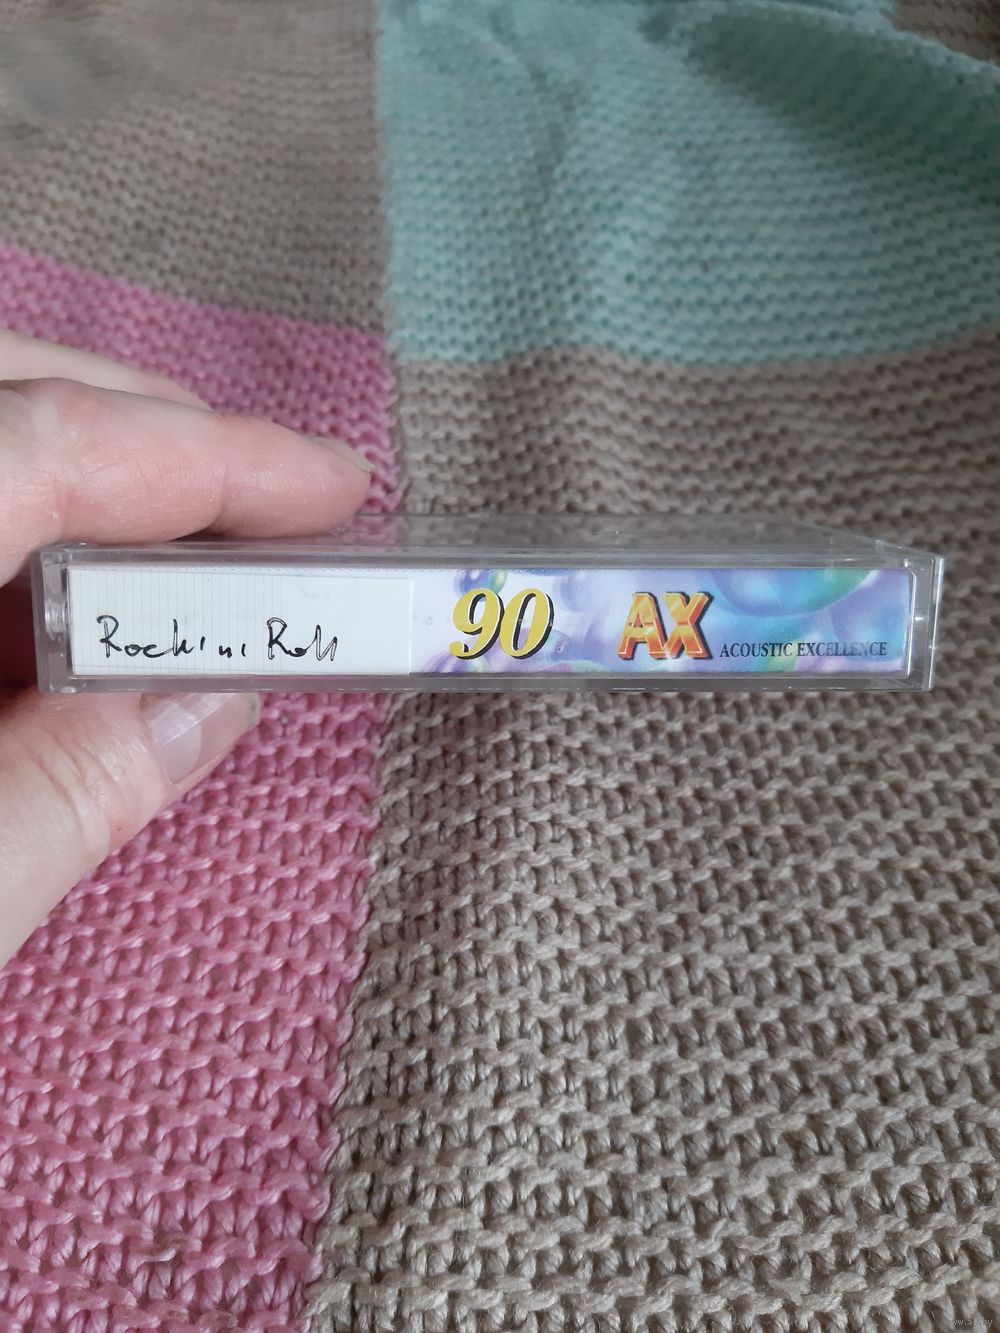 Rock'n' Roll
90 AX ACOUSTIC EXCELLENCE